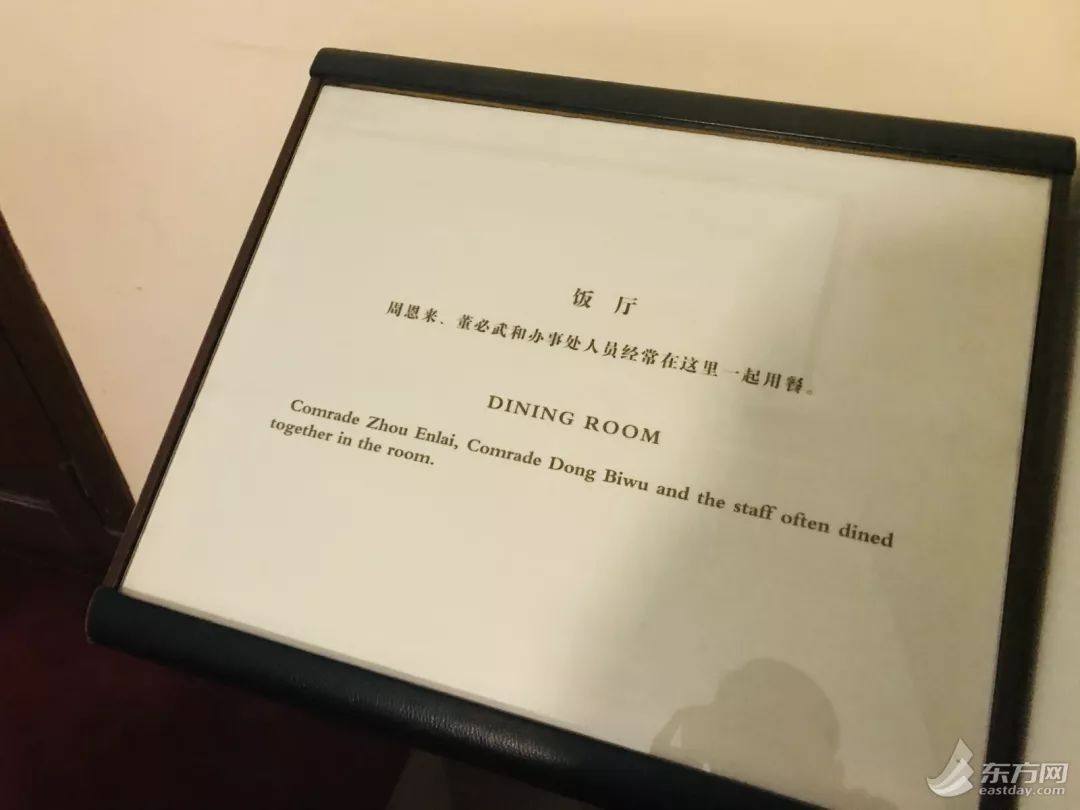 饭 厅
周恩来、董必武和办事处人员经常在这里一起用餐。
DINING ROOM
Comrade Zhou Enlai, Comrade Dong Biwu and the staff often dined
together in the room.
东方网
eastday.com